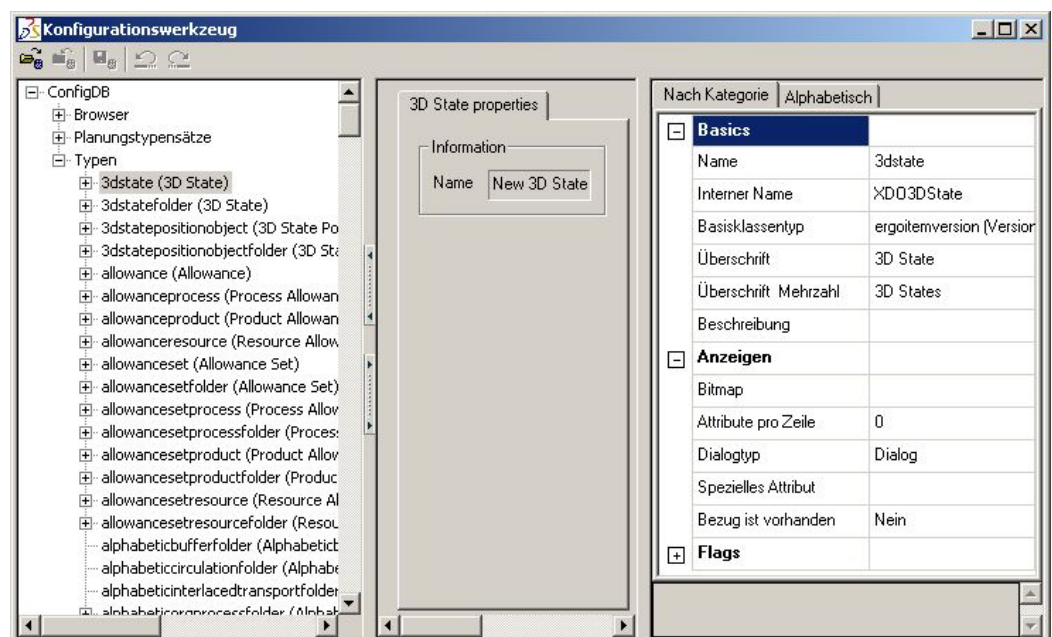 Konfigurationswerkzeug
ConfigDB
Browser
Planungstypensätze
Typen
3dstate (3D State)
3dstatefolder (3D State)
3dstatepositionobject (3D State Po
3dstatepositionobjectfolder (3D Sta
allowance (Allowance)
allowanceprocess (Process Allowan
allowanceproduct (Product Allowan
allowanceresource (Resource Allow
allowanceset (Allowance Set)
allowancesetfolder (Allowance Set)
allowancesetprocess (Process Allow
allowancesetprocessfolder (Process
allowancesetproduct (Product Allow
allowancesetproductfolder (Produc
allowancesetresource (Resource Al
allowancesetresourcefolder (Resou
alphabeticbufferfolder (Alphabeticb
alphabeticcirculationfolder (Alphabe
alphabeticinterlacedtransportfolder
alphabeticorgprocessfolder (Alphab
3D State properties
Information
Name New 3D State
Nach Kategorie Alphabetisch
Basics
Name 3dstate
Interner Name XDO3DState
Basisklassentyp ergoitemversion (Version
Überschrift 3D State
Überschrift Mehrzahl 3D States
Beschreibung
Anzeigen
Bitmap
Attribute pro Zeile 0
Dialogtyp Dialog
Spezielles Attribut
Bezug ist vorhanden Nein
Flags